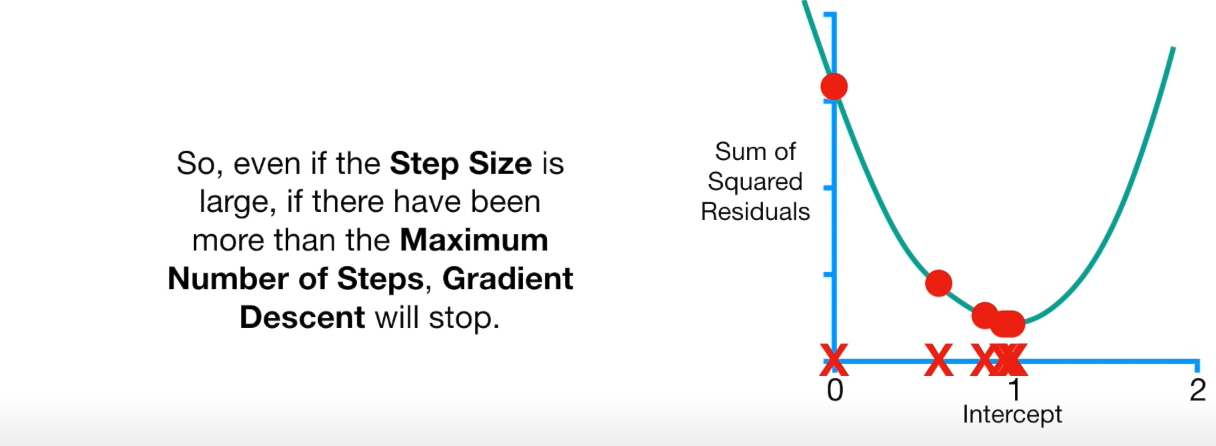 So, even if the Step Size is
large, if there have been
more than the Maximum
Number of Steps, Gradient
Descent will stop.
Sum of
Squared
Residuals
X X X X X X
0 1 2
Intercept